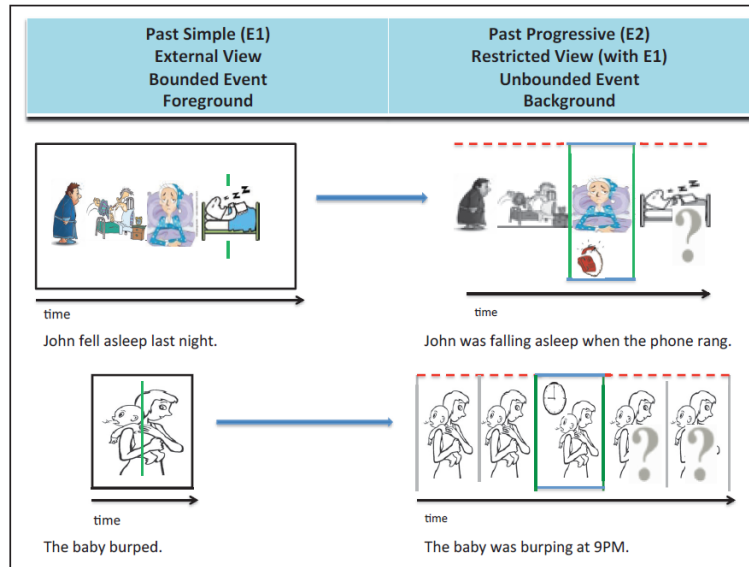 Past Simple (E1)
External View
Bounded Event
Foreground
Past Progressive (E2)
Restricted View (with E1)
Unbounded Event
Background
z z z
z z z
?
time
time
John fell asleep last night.
John was falling asleep when the phone rang.
? ?
time
time
The baby burped.
The baby was burping at 9PM.